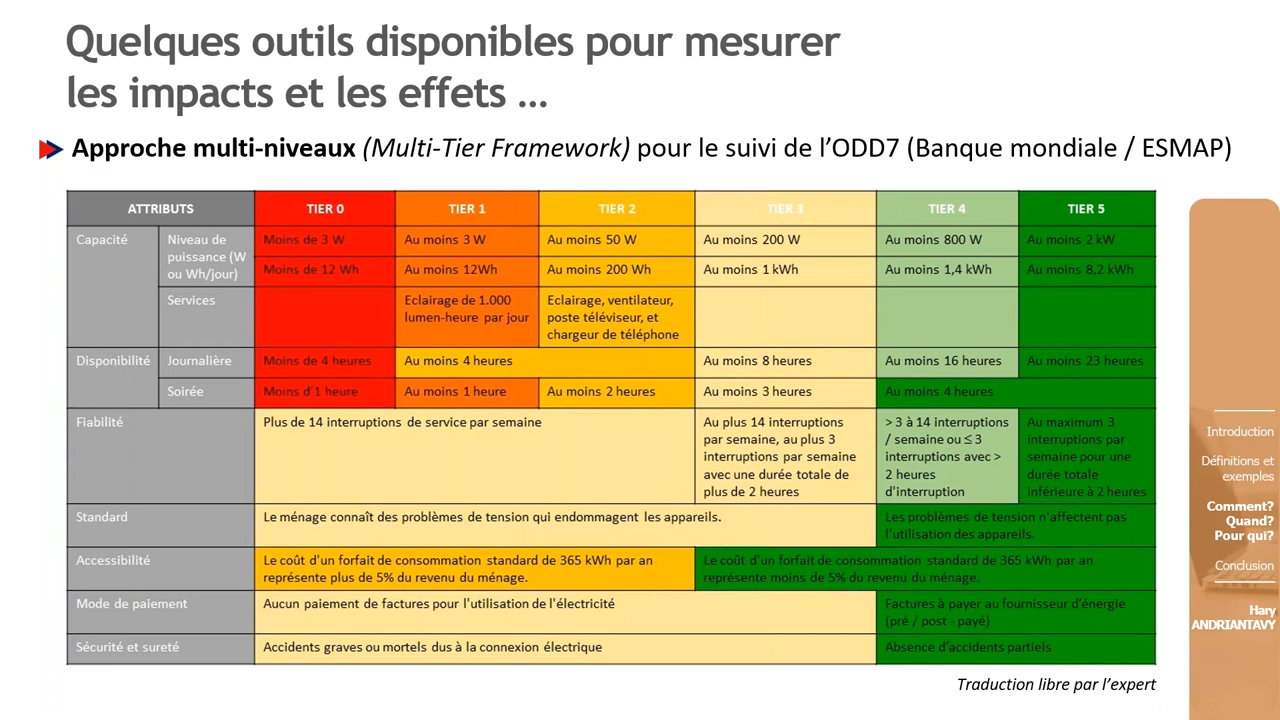 Quelques outils disponibles pour mesurer
les impacts et les effets ...
Approche multi-niveaux (Multi-Tier Framework) pour le suivi de l'ODD7 (Banque mondiale / ESMAP)
ATTRIBUTS
TIER 0
TIER 1
TIER 2
TIER 3
TIER 4
TIER 5
Capacité
Niveau de
puissance (W
ou Wh/jour)
Moins de 3 W
Au moins 3 W
Au moins 50 W
Au moins 200 W
Au moins 800 W
Au moins 2 kW
Moins de 12 Wh
Au moins 12Wh
Au moins 200 Wh
Au moins 1 kWh
Au moins 1,4 kWh
Au moins 8,2 kWh
Services
Eclairage de 1.000
lumen-heure par jour
Eclairage, ventilateur,
poste téléviseur, et
chargeur de téléphone
Disponibilité
Journalière
Moins de 4 heures
Au moins 4 heures
Au moins 8 heures
Au moins 16 heures
Au moins 23 heures
Soirée
Moins d'1 heure
Au moins 1 heure
Au moins 2 heures
Au moins 3 heures
Au moins 4 heures
Fiabilité
Plus de 14 interruptions de service par semaine
Au plus 14 interruptions
par semaine, au plus 3
interruptions par semaine
avec une durée totale de
plus de 2 heures
> 3 à 14 interruptions
/ semaine ou ≤ 3
interruptions avec >
2 heures
d'interruption
Au maximum 3
interruptions par
semaine pour une
durée totale
inférieure à 2 heures
Standard
Le ménage connaît des problèmes de tension qui endommagent les appareils.
Les problèmes de tension n'affectent pas
l'utilisation des appareils.
Accessibilité
Le coût d'un forfait de consommation standard de 365 kWh par an
représente plus de 5% du revenu du ménage.
Le coût d'un forfait de consommation standard de 365 kWh par an
représente moins de 5% du revenu du ménage.
Mode de paiement
Aucun paiement de factures pour l'utilisation de l'électricité
Factures à payer au fournisseur d'énergie
(pré / post - payé)
Sécurité et sureté
Accidents graves ou mortels dus à la connexion électrique
Absence d'accidents partiels
Traduction libre par l'expert
Introduction
Définitions et
exemples
Comment?
Quand?
Pour qui?
Conclusion
Hary
ANDRIANTAVY